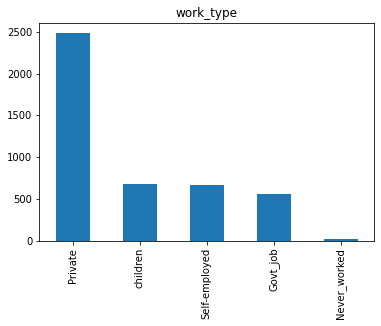 work_type
2500
2000
1500
1000
500
0
Private
children
Self-employed
Govt_job
Never_worked